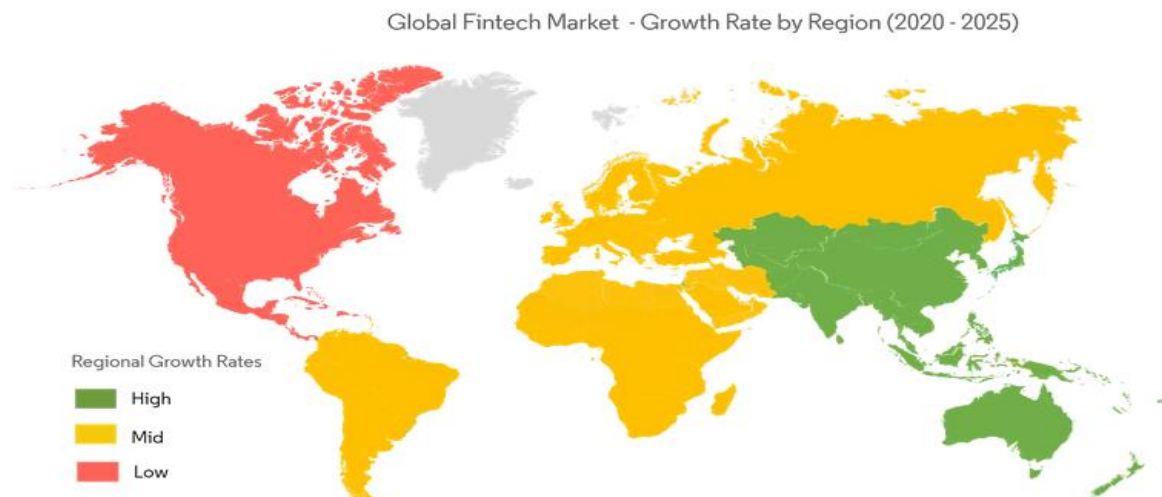 Global Fintech Market - Growth Rate by Region (2020 - 2025)
Regional Growth Rates
High
Mid
Low